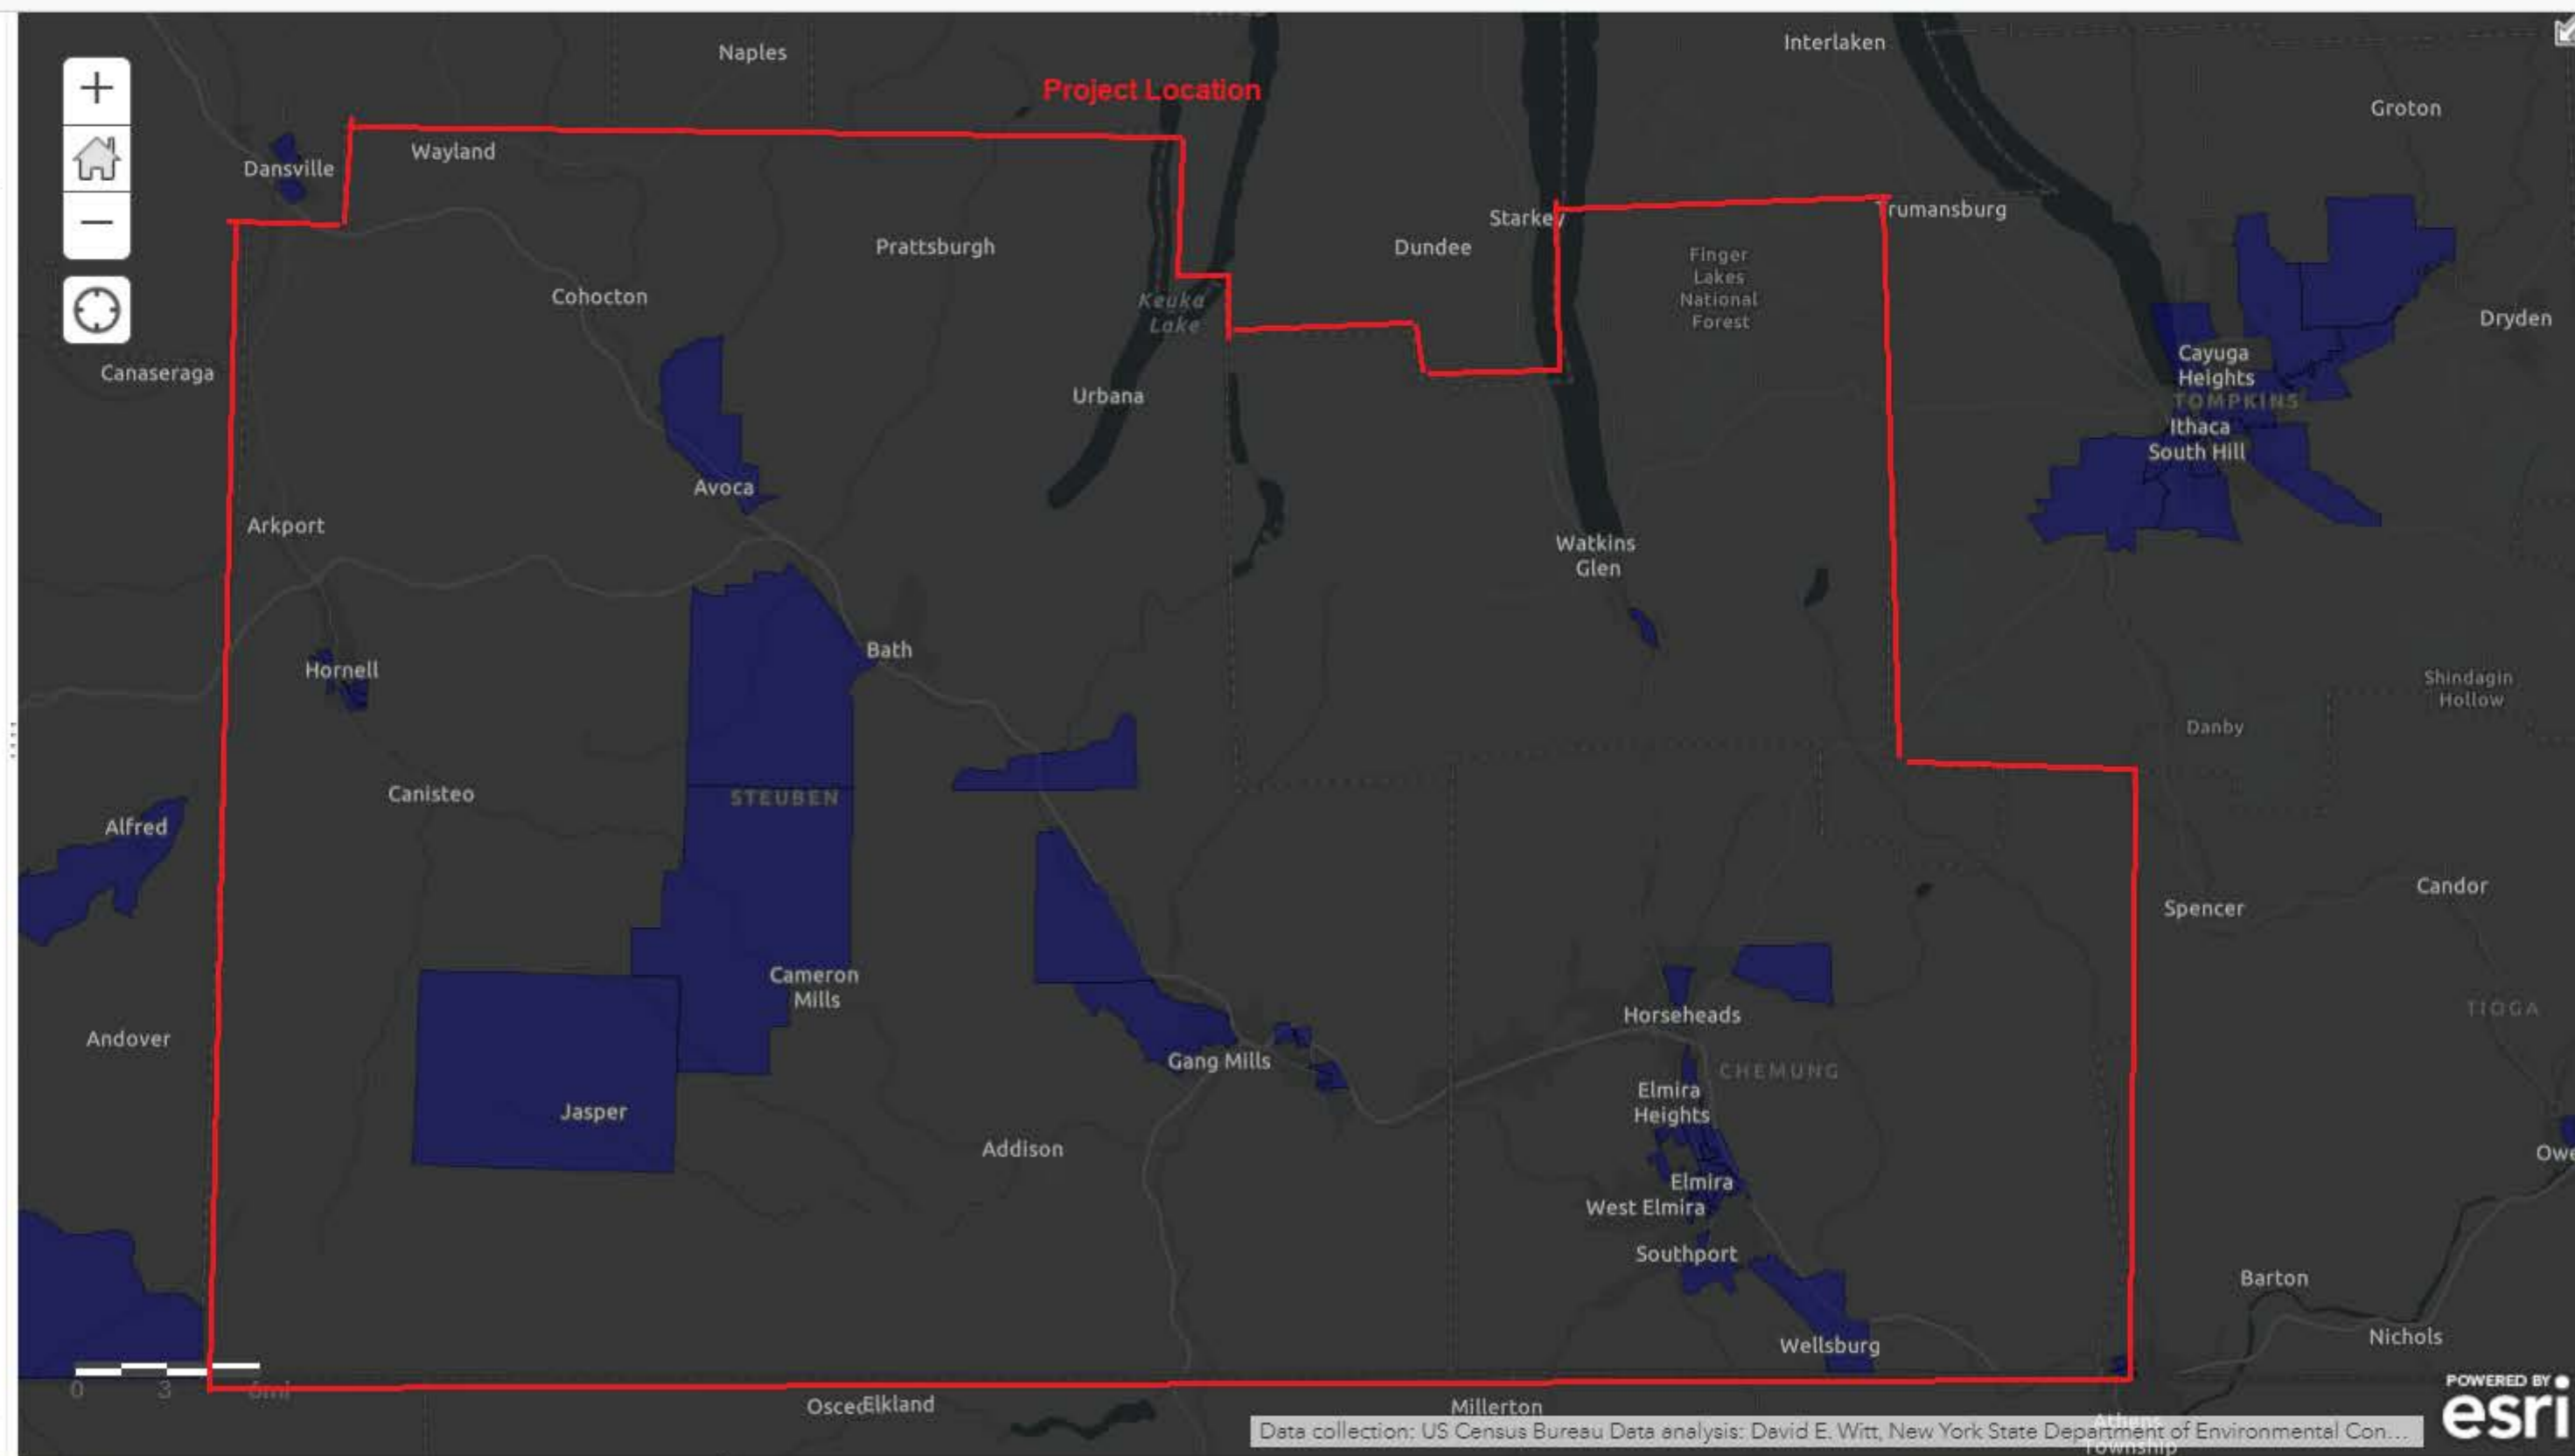 Naples
Interlaken
Project Location
Groton
Wayland
Dansville
Starkey
Trumansburg
Prattsburgh
Dundee
Finger
Lakes
National
Forest
Cohocton
Keuka
Lake
Dryden
Canaseraga
Cayuga
Heights
Urbana
TOMPKINS
Ithaca
South Hill
Avoca
Arkport
Watkins
Glen
Bath
Hornell
Shindagin
Hollow
Danby
Canisteo
STEUBEN
Alfred
Candor
Spencer
Cameron
Mills
TIOGA
Horseheads
Andover
Gang Mills
CHEMUNG
Elmira
Heights
Jasper
Addison
Owe
Elmira
West Elmira
Southport
Barton
Nichols
Wellsburg
0 3 6mi
POWERED BY
esri
Elkland
Millerton
Athens
Township
Data collection: US Census Bureau Data analysis: David E. Witt, New York State Department of Environmental Con...